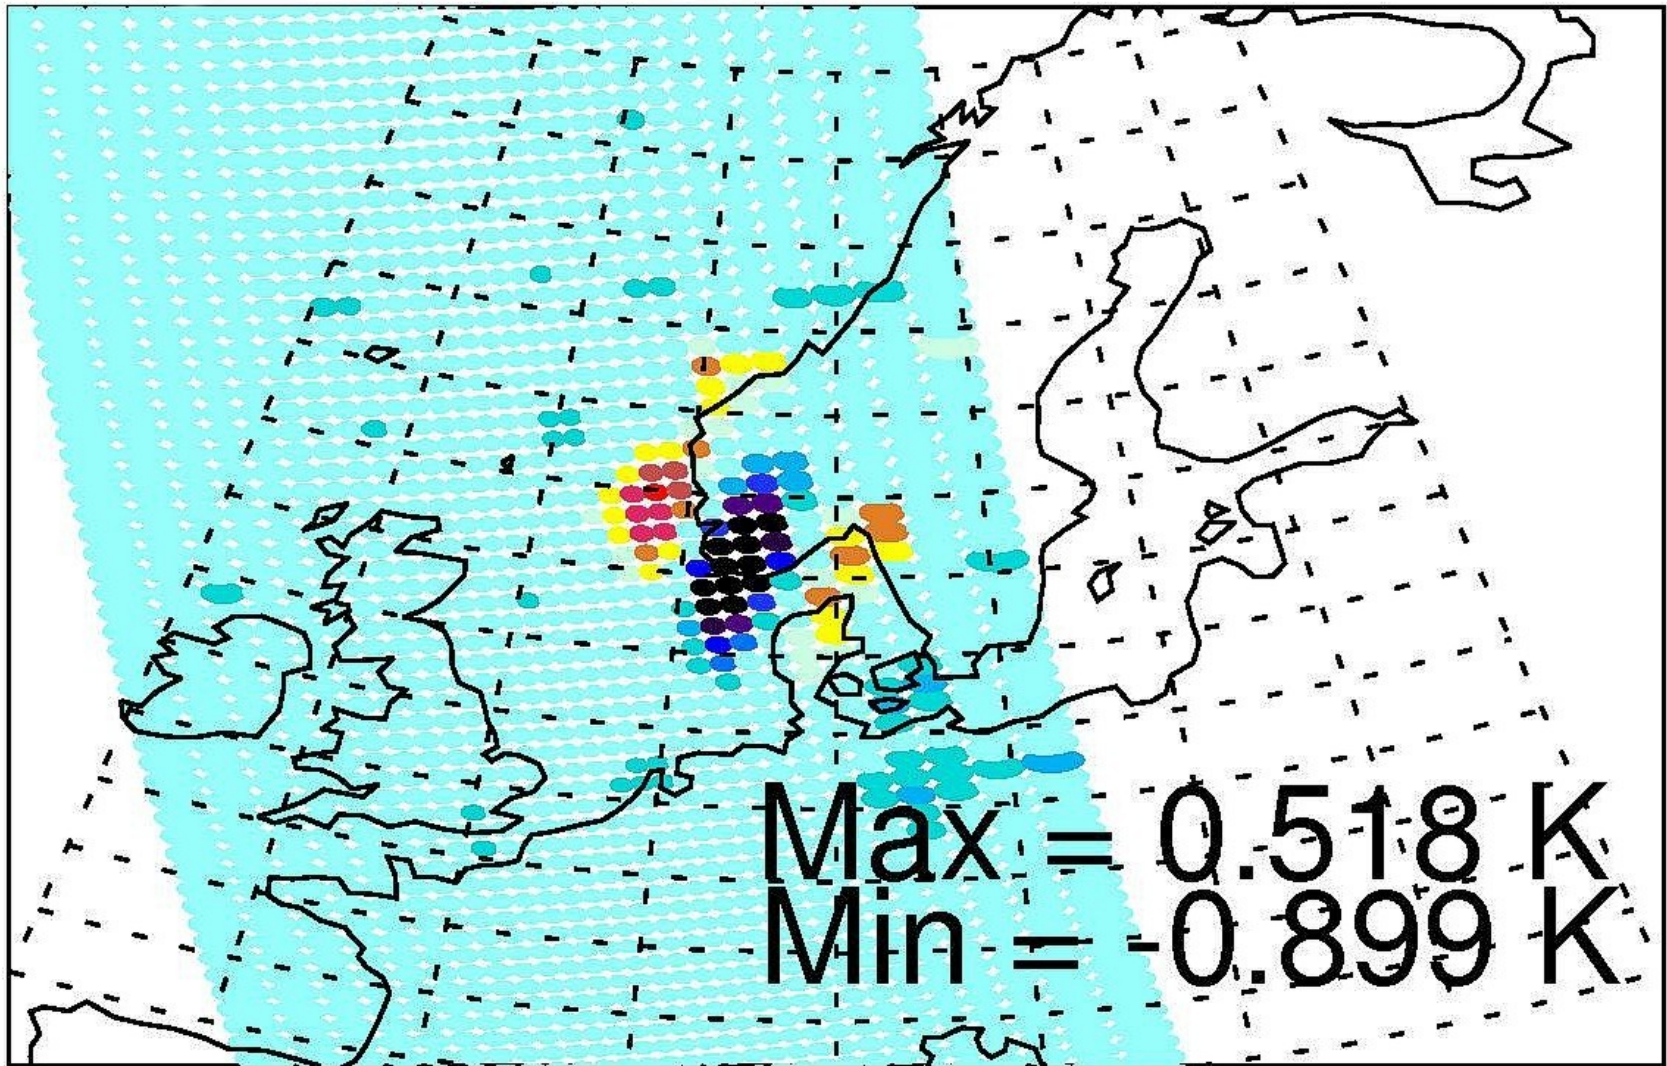 Max = 0.518 K
Min = -0.899 K